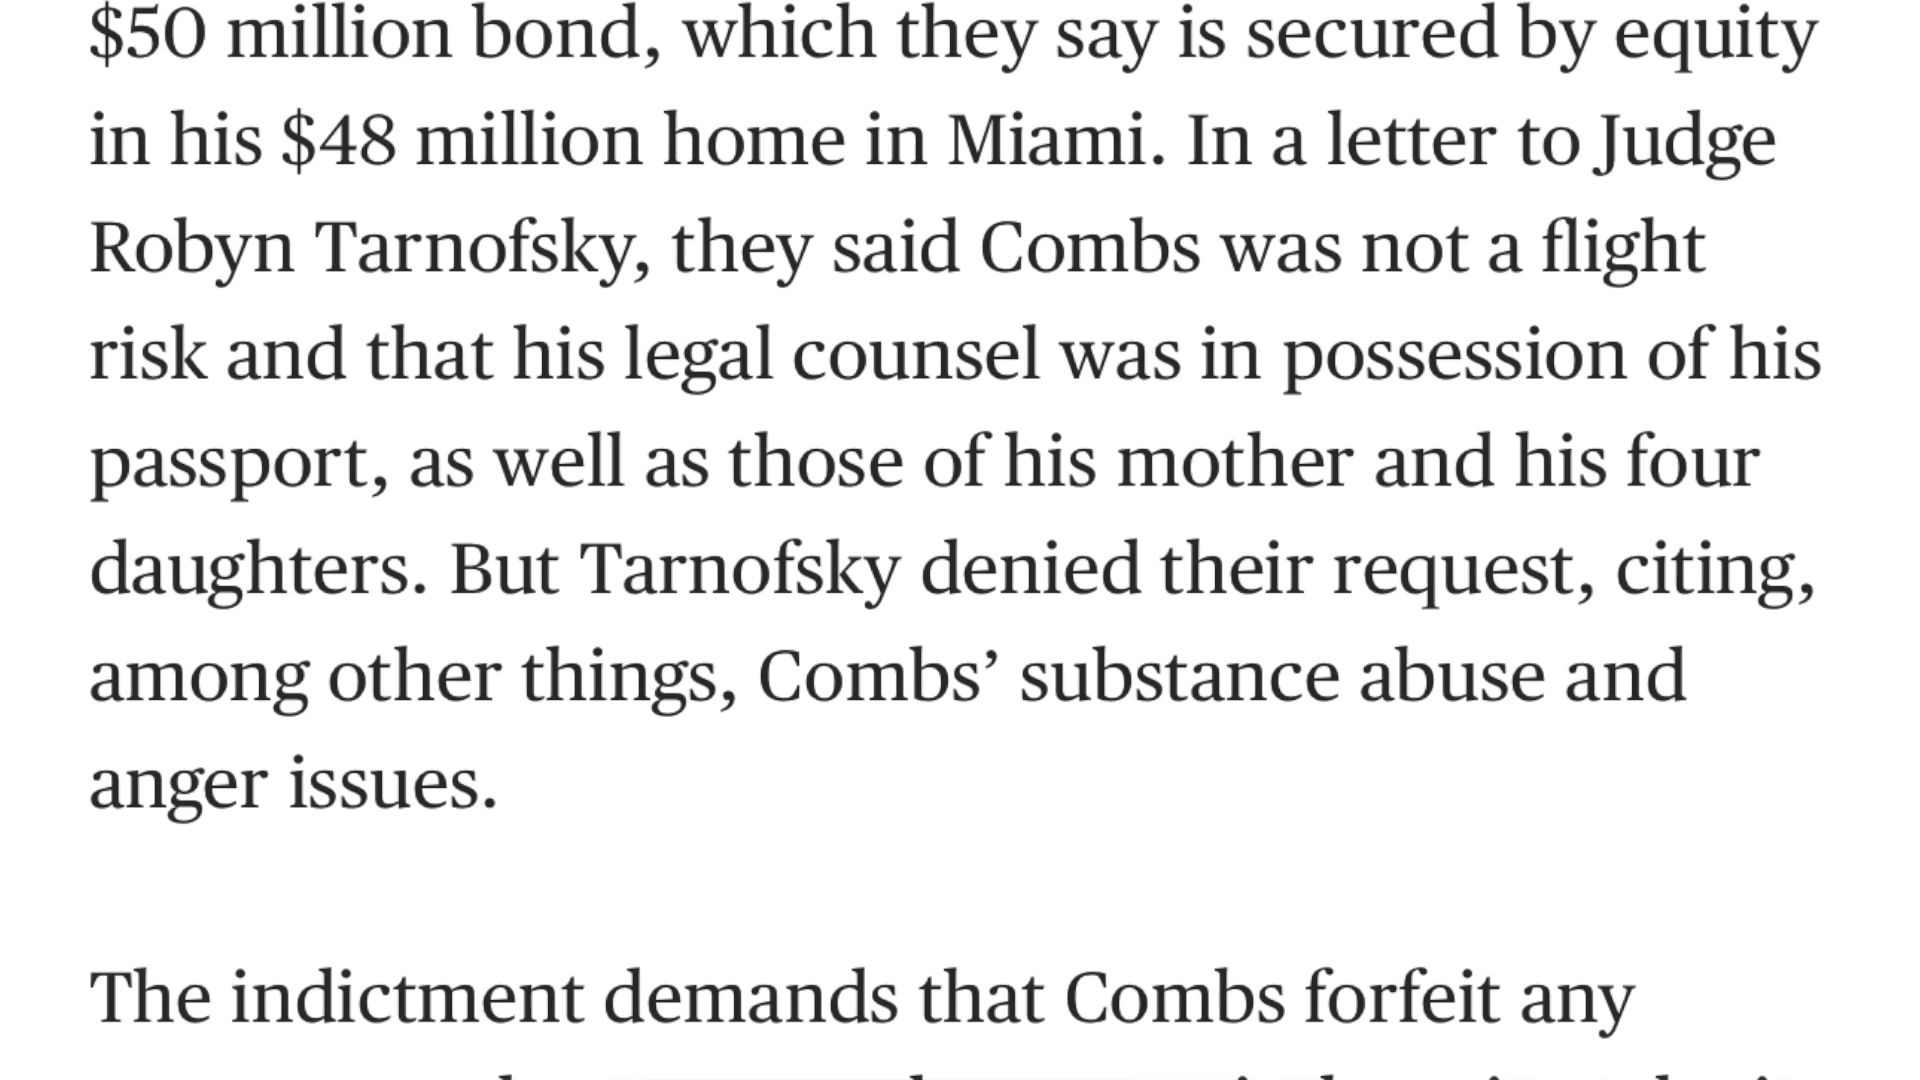 $50 million bond, which they say is secured by equity
in his $48 million home in Miami. In a letter to Judge
Robyn Tarnofsky, they said Combs was not a flight
risk and that his legal counsel was in possession of his
passport, as well as those of his mother and his four
daughters. But Tarnofsky denied their request, citing,
among other things, Combs’ substance abuse and
anger issues.
The indictment demands that Combs forfeit any